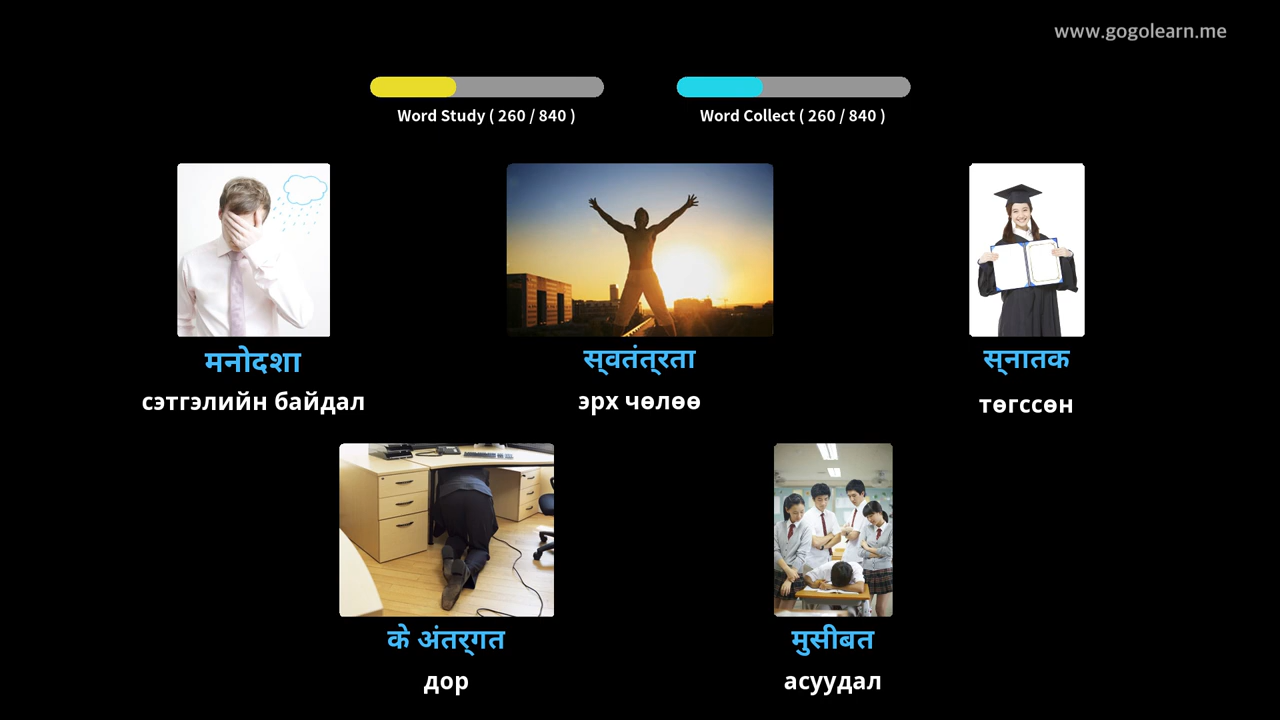 www.gogolearn.me
Word Study ( 260 / 840 )
Word Collect ( 260 / 840 )
मनोदशा
сэтгэлийн байдал
स्वतंत्रता
эрх чөлөө
स्नातक
төгссөн
के अंतर्गत
дор
मुसीबत
асуудал